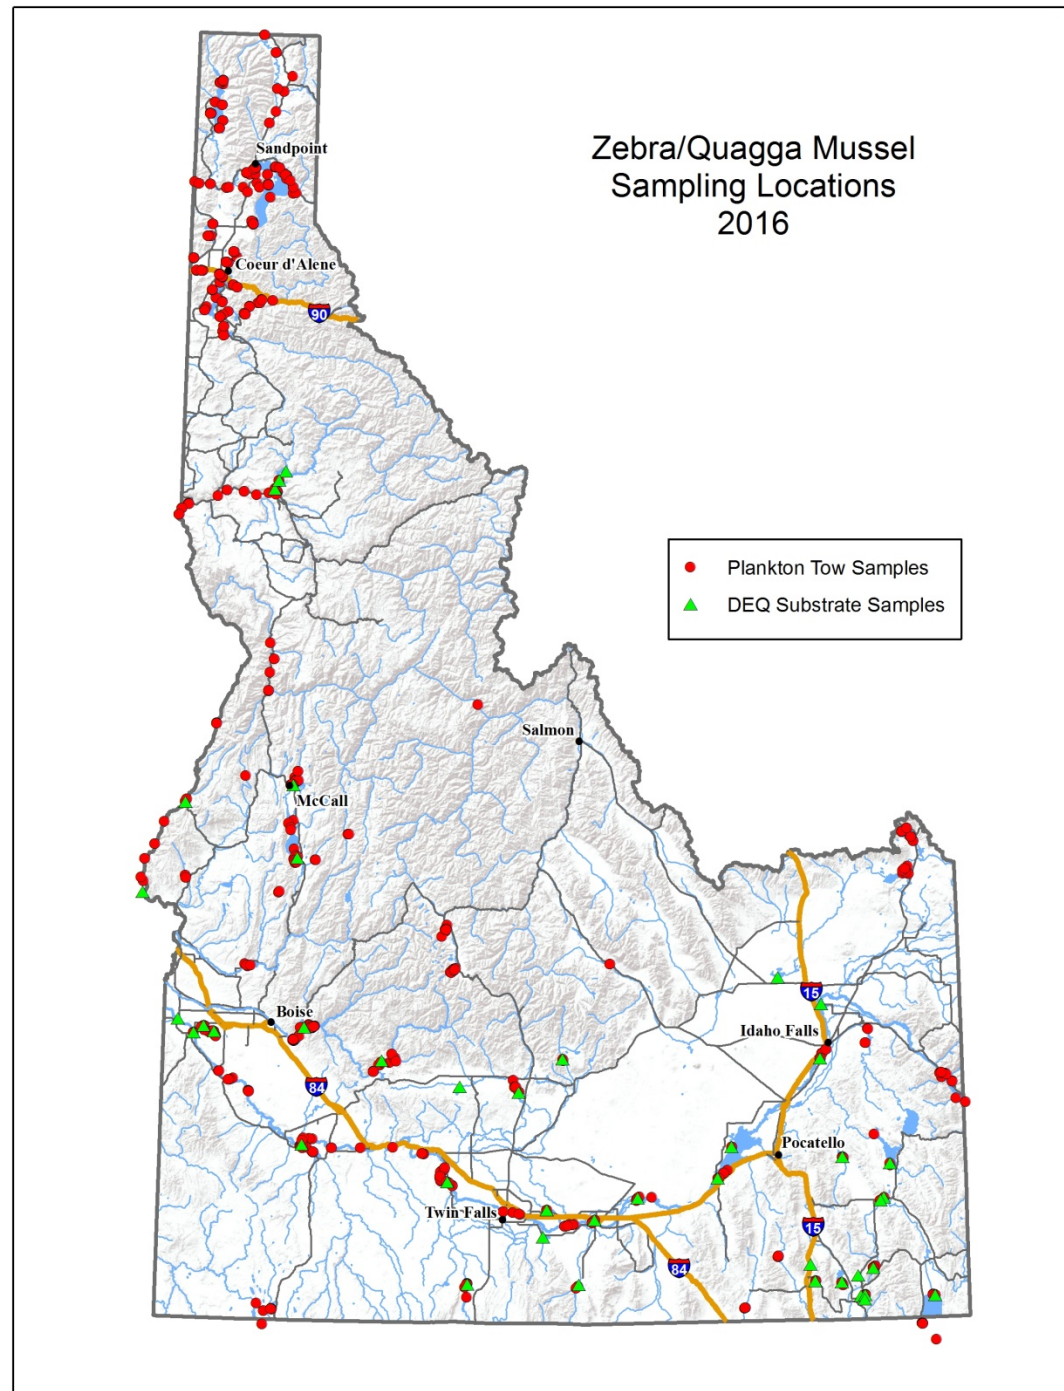 Zebra/Quagga Mussel
Sampling Locations
2016
Sandpoint
Coeur d'Alene
90
Plankton Tow Samples
DEQ Substrate Samples
Salmon
McCall
15
Boise
Idaho Falls
84
Pocatello
Twin Falls
15
84